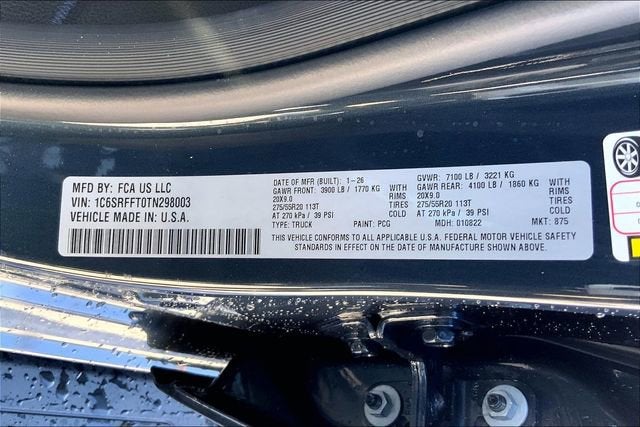 MFD BY: FCA US LLC
VIN: 1C6SRFFT0TN298003
VEHICLE MADE IN U.S.A.
DATE OF MFR (BUILT): 1-26 GVWR: 7100 LB / 3221 KG
GAWR FRONT: 3900 LB / 1770 KG WITH GAWR REAR: 4100 LB / 1860 KG WITH
20X9.0 RIMS 20X9.0 RIMS
275/55R20 113T TIRES 275/55R20 113T TIRES
AT 270 kPa / 39 PSI AT 270 kPa / 39 PSI
TYPE: TRUCK PAINT: PCG MDH: 010822 MKT: 875
THIS VEHICLE CONFORMS TO ALL APPLICABLE U.S.A. FEDERAL MOTOR VEHICLE SAFETY
STANDARDS IN EFFECT ON THE DATE OF MANUFACTURE SHOWN ABOVE.